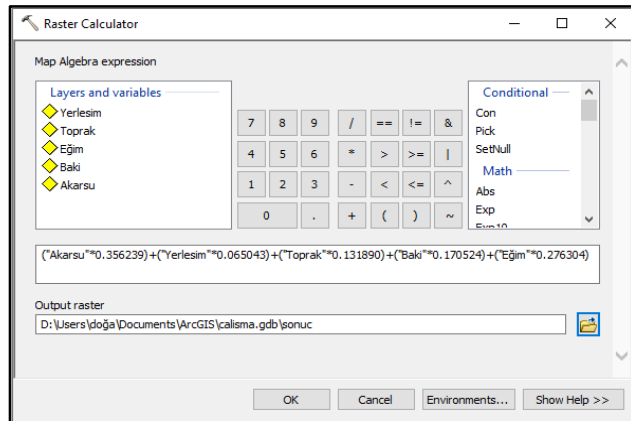 Raster Calculator
Map Algebra expression
Layers and variables
Yerlesim
Toprak
Eğim
Baki
Akarsu
7 8 9 / == != &
4 5 6 * > >= |
1 2 3 - < <= ^
0 . + ( ) ~
Conditional
Con
Pick
SetNull
Math
Abs
Exp
Exp10
("Akarsu"*0.356239)+("Yerlesim"*0.065043)+("Toprak"*0.131890)+("Baki"*0.170524)+("Eğim"*0.276304)
Output raster
D:\Users\doğa\Documents\ArcGIS\calisma.gdb\sonuc
OK Cancel Environments... Show Help >>